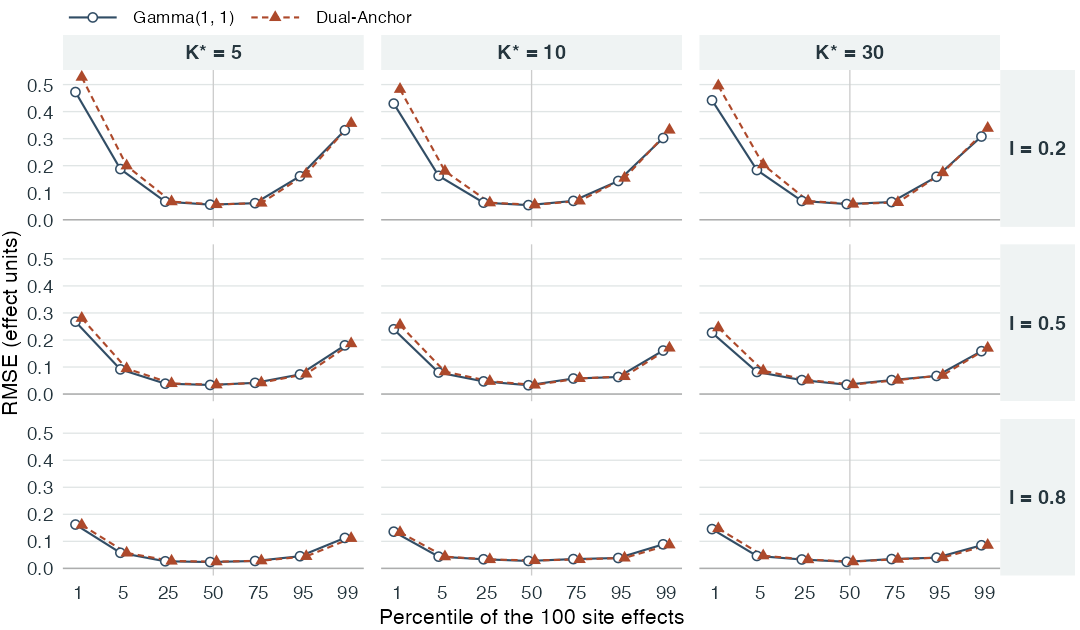 Gamma(1, 1) Dual-Anchor
K* = 5 K* = 10 K* = 30
0.5
0.4
0.3
0.2
0.1
0.0
I = 0.2
0.5
0.4
0.3
0.2
0.1
0.0
I = 0.5
0.5
0.4
0.3
0.2
0.1
0.0
I = 0.8
RMSE (effect units)
1 5 25 50 75 95 99 1 5 25 50 75 95 99 1 5 25 50 75 95 99
Percentile of the 100 site effects